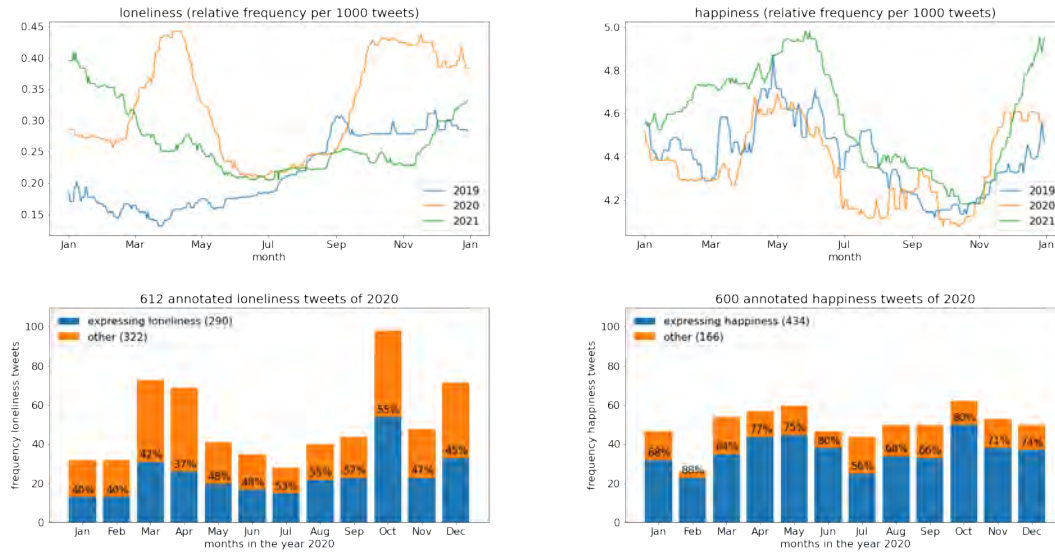 loneliness (relative frequency per 1000 tweets)
0.45
0.40
0.35
0.30
0.25
0.20
0.15
2019
2020
2021
Jan Mar May Jul Sep Nov Jan
month
happiness (relative frequency per 1000 tweets)
5.0
4.8
4.6
4.4
4.2
2019
2020
2021
Jan Mar May Jul Sep Nov Jan
month
612 annotated loneliness tweets of 2020
frequency loneliness tweets
100
80
60
40
20
0
expressing loneliness (290)
other (322)
40% 40% 42% 37% 48% 48% 53% 55% 57% 55% 47% 45%
Jan Feb Mar Apr May Jun Jul Aug Sep Oct Nov Dec
months in the year 2020
600 annotated happiness tweets of 2020
frequency happiness tweets
100
80
60
40
20
0
expressing happiness (434)
other (166)
68% 88% 77% 75% 80% 56% 68% 66% 80% 71% 74%
Jan Feb Mar Apr May Jun Jul Aug Sep Oct Nov Dec
months in the year 2020